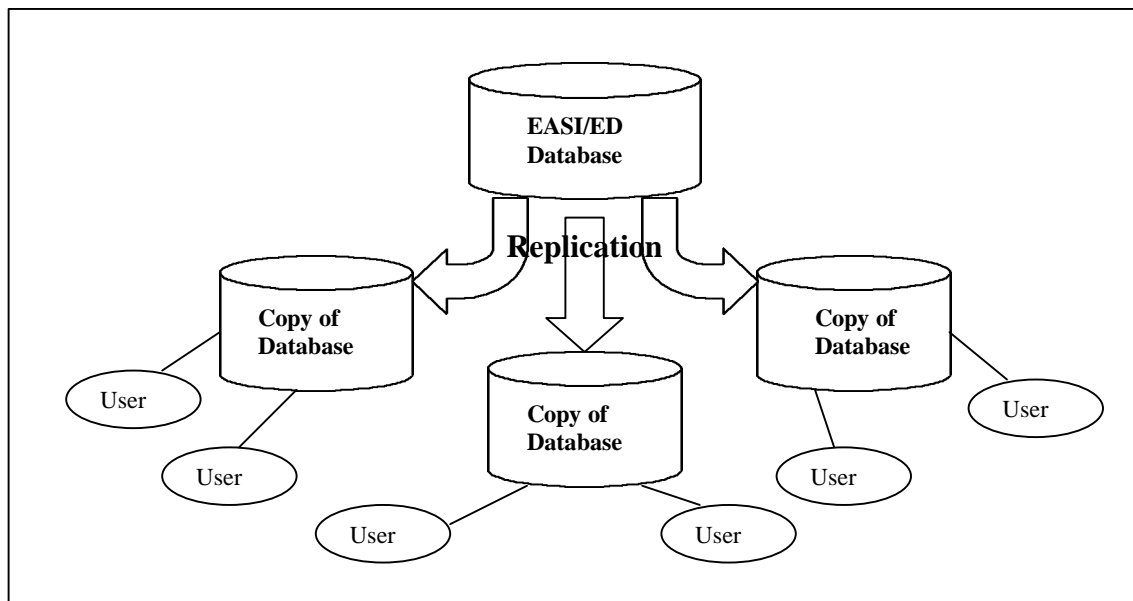 EASI/ED
Database
Replication
Copy of
Database
Copy of
Database
Copy of
Database
User
User
User
User
User
User